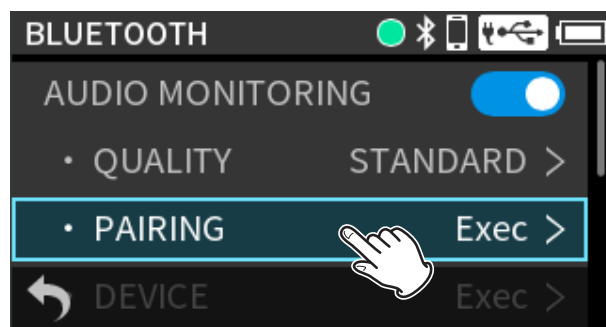 BLUETOOTH
AUDIO MONITORING
• QUALITY STANDARD >
• PAIRING Exec >
DEVICE Exec >